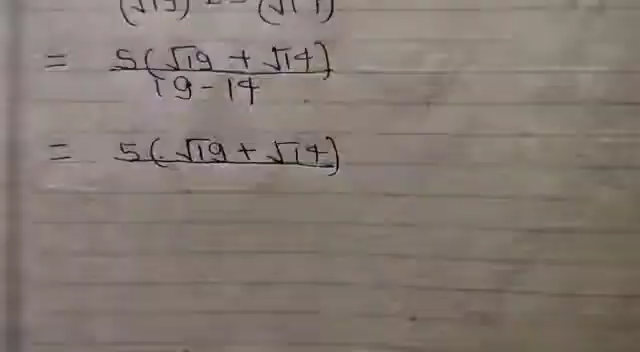 = 5(√19 + √14)
19-14
= 5(√19 + √14)